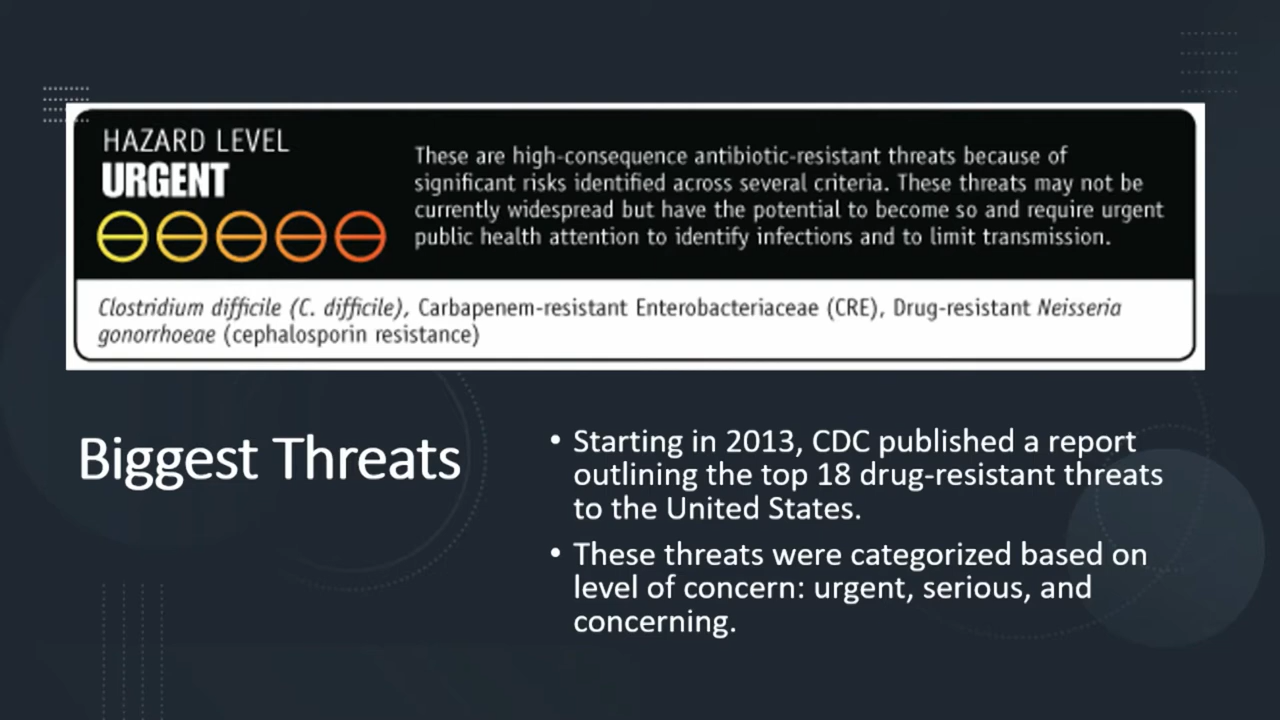 HAZARD LEVEL
URGENT
These are high-consequence antibiotic-resistant threats because of
significant risks identified across several criteria. These threats may not be
currently widespread but have the potential to become so and require urgent
public health attention to identify infections and to limit transmission.
Clostridium difficile (C. difficile), Carbapenem-resistant Enterobacteriaceae (CRE), Drug-resistant Neisseria
gonorrhoeae (cephalosporin resistance)
Biggest Threats
• Starting in 2013, CDC published a report
outlining the top 18 drug-resistant threats
to the United States.
• These threats were categorized based on
level of concern: urgent, serious, and
concerning.